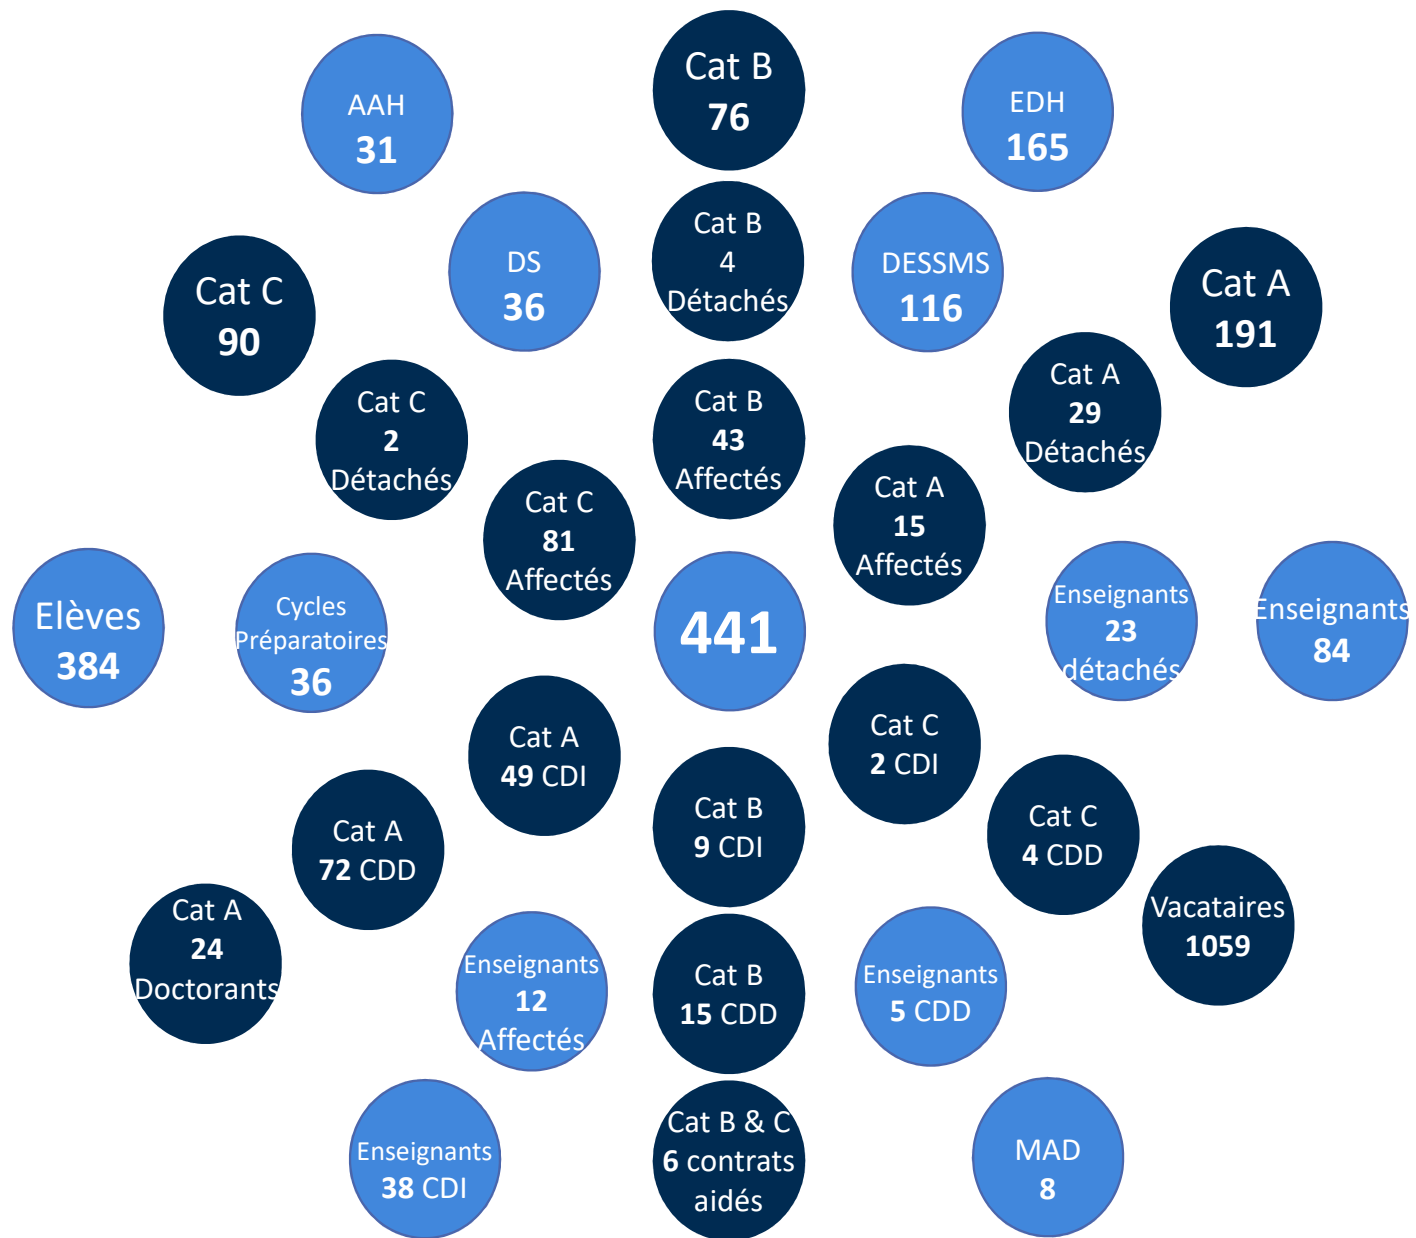 Cat B
76
AAH
31
EDH
165
Cat B
4
Détachés
DS
36
DESSMS
116
Cat C
90
Cat A
191
Cat C
2
Détachés
Cat B
43
Affectés
Cat A
29
Détachés
Cat C
81
Affectés
Cat A
15
Affectés
Elèves
384
Cycles
Préparatoires
36
441
Enseignants
23
détachés
Enseignants
84
Cat A
49 CDI
Cat C
2 CDI
Cat A
72 CDD
Cat B
9 CDI
Cat C
4 CDD
Cat A
24
Doctorants
Vacataires
1059
Enseignants
12
Affectés
Cat B
15 CDD
Enseignants
5 CDD
Enseignants
38 CDI
Cat B & C
6 contrats
aidés
MAD
8